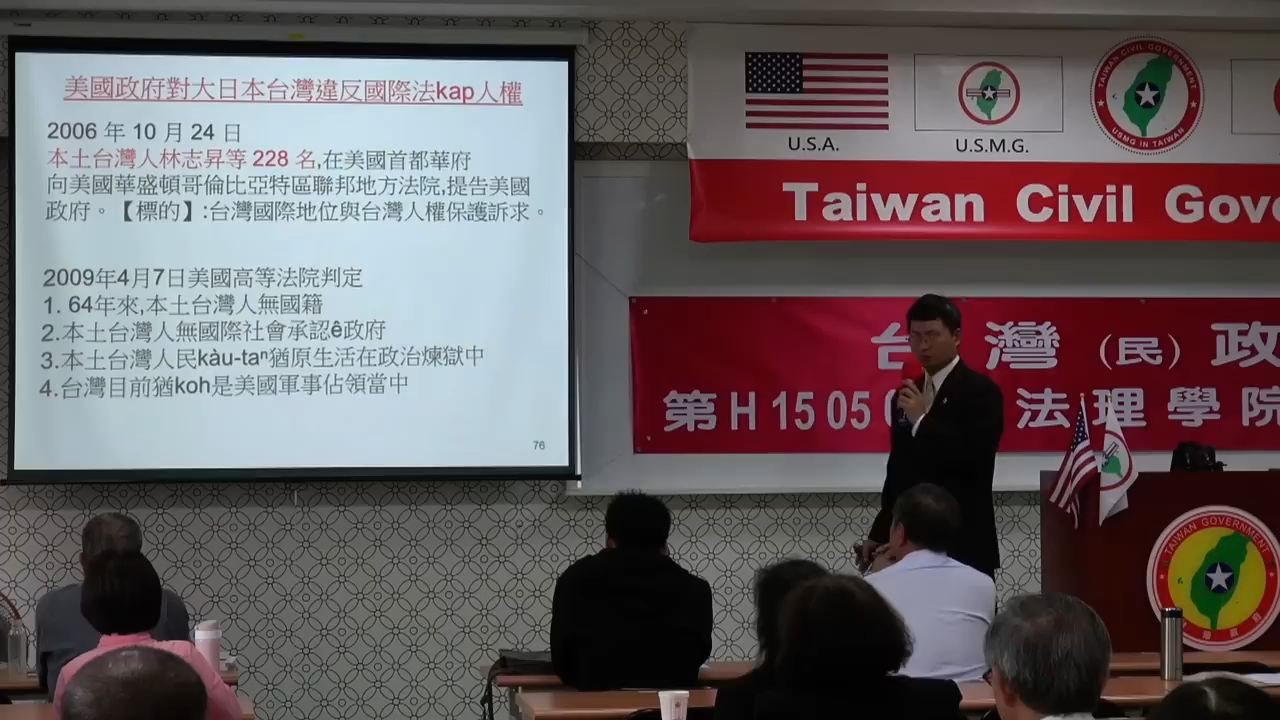 美國政府對大日本台灣違反國際法kap人權
2006 年 10 月 24 日
本土台灣人林志昇等 228 名,在美國首都華府
向美國華盛頓哥倫比亞特區聯邦地方法院,提告美國
政府。【標的】:台灣國際地位與台灣人權保護訴求。
2009年4月7日美國高等法院判定
1. 64年來,本土台灣人無國籍
2.本土台灣人無國際社會承認ê政府
3.本土台灣人民kàu-taⁿ猶原生活在政治煉獄中
4.台灣目前猶koh是美國軍事佔領當中
76
U.S.A.
U.S.M.G.
TAIWAN CIVIL GOVERNMENT
USMG IN TAIWAN
Taiwan Civil Gove
台灣(民)政
第H1505 法理學院
TAIWAN GOVERNMENT